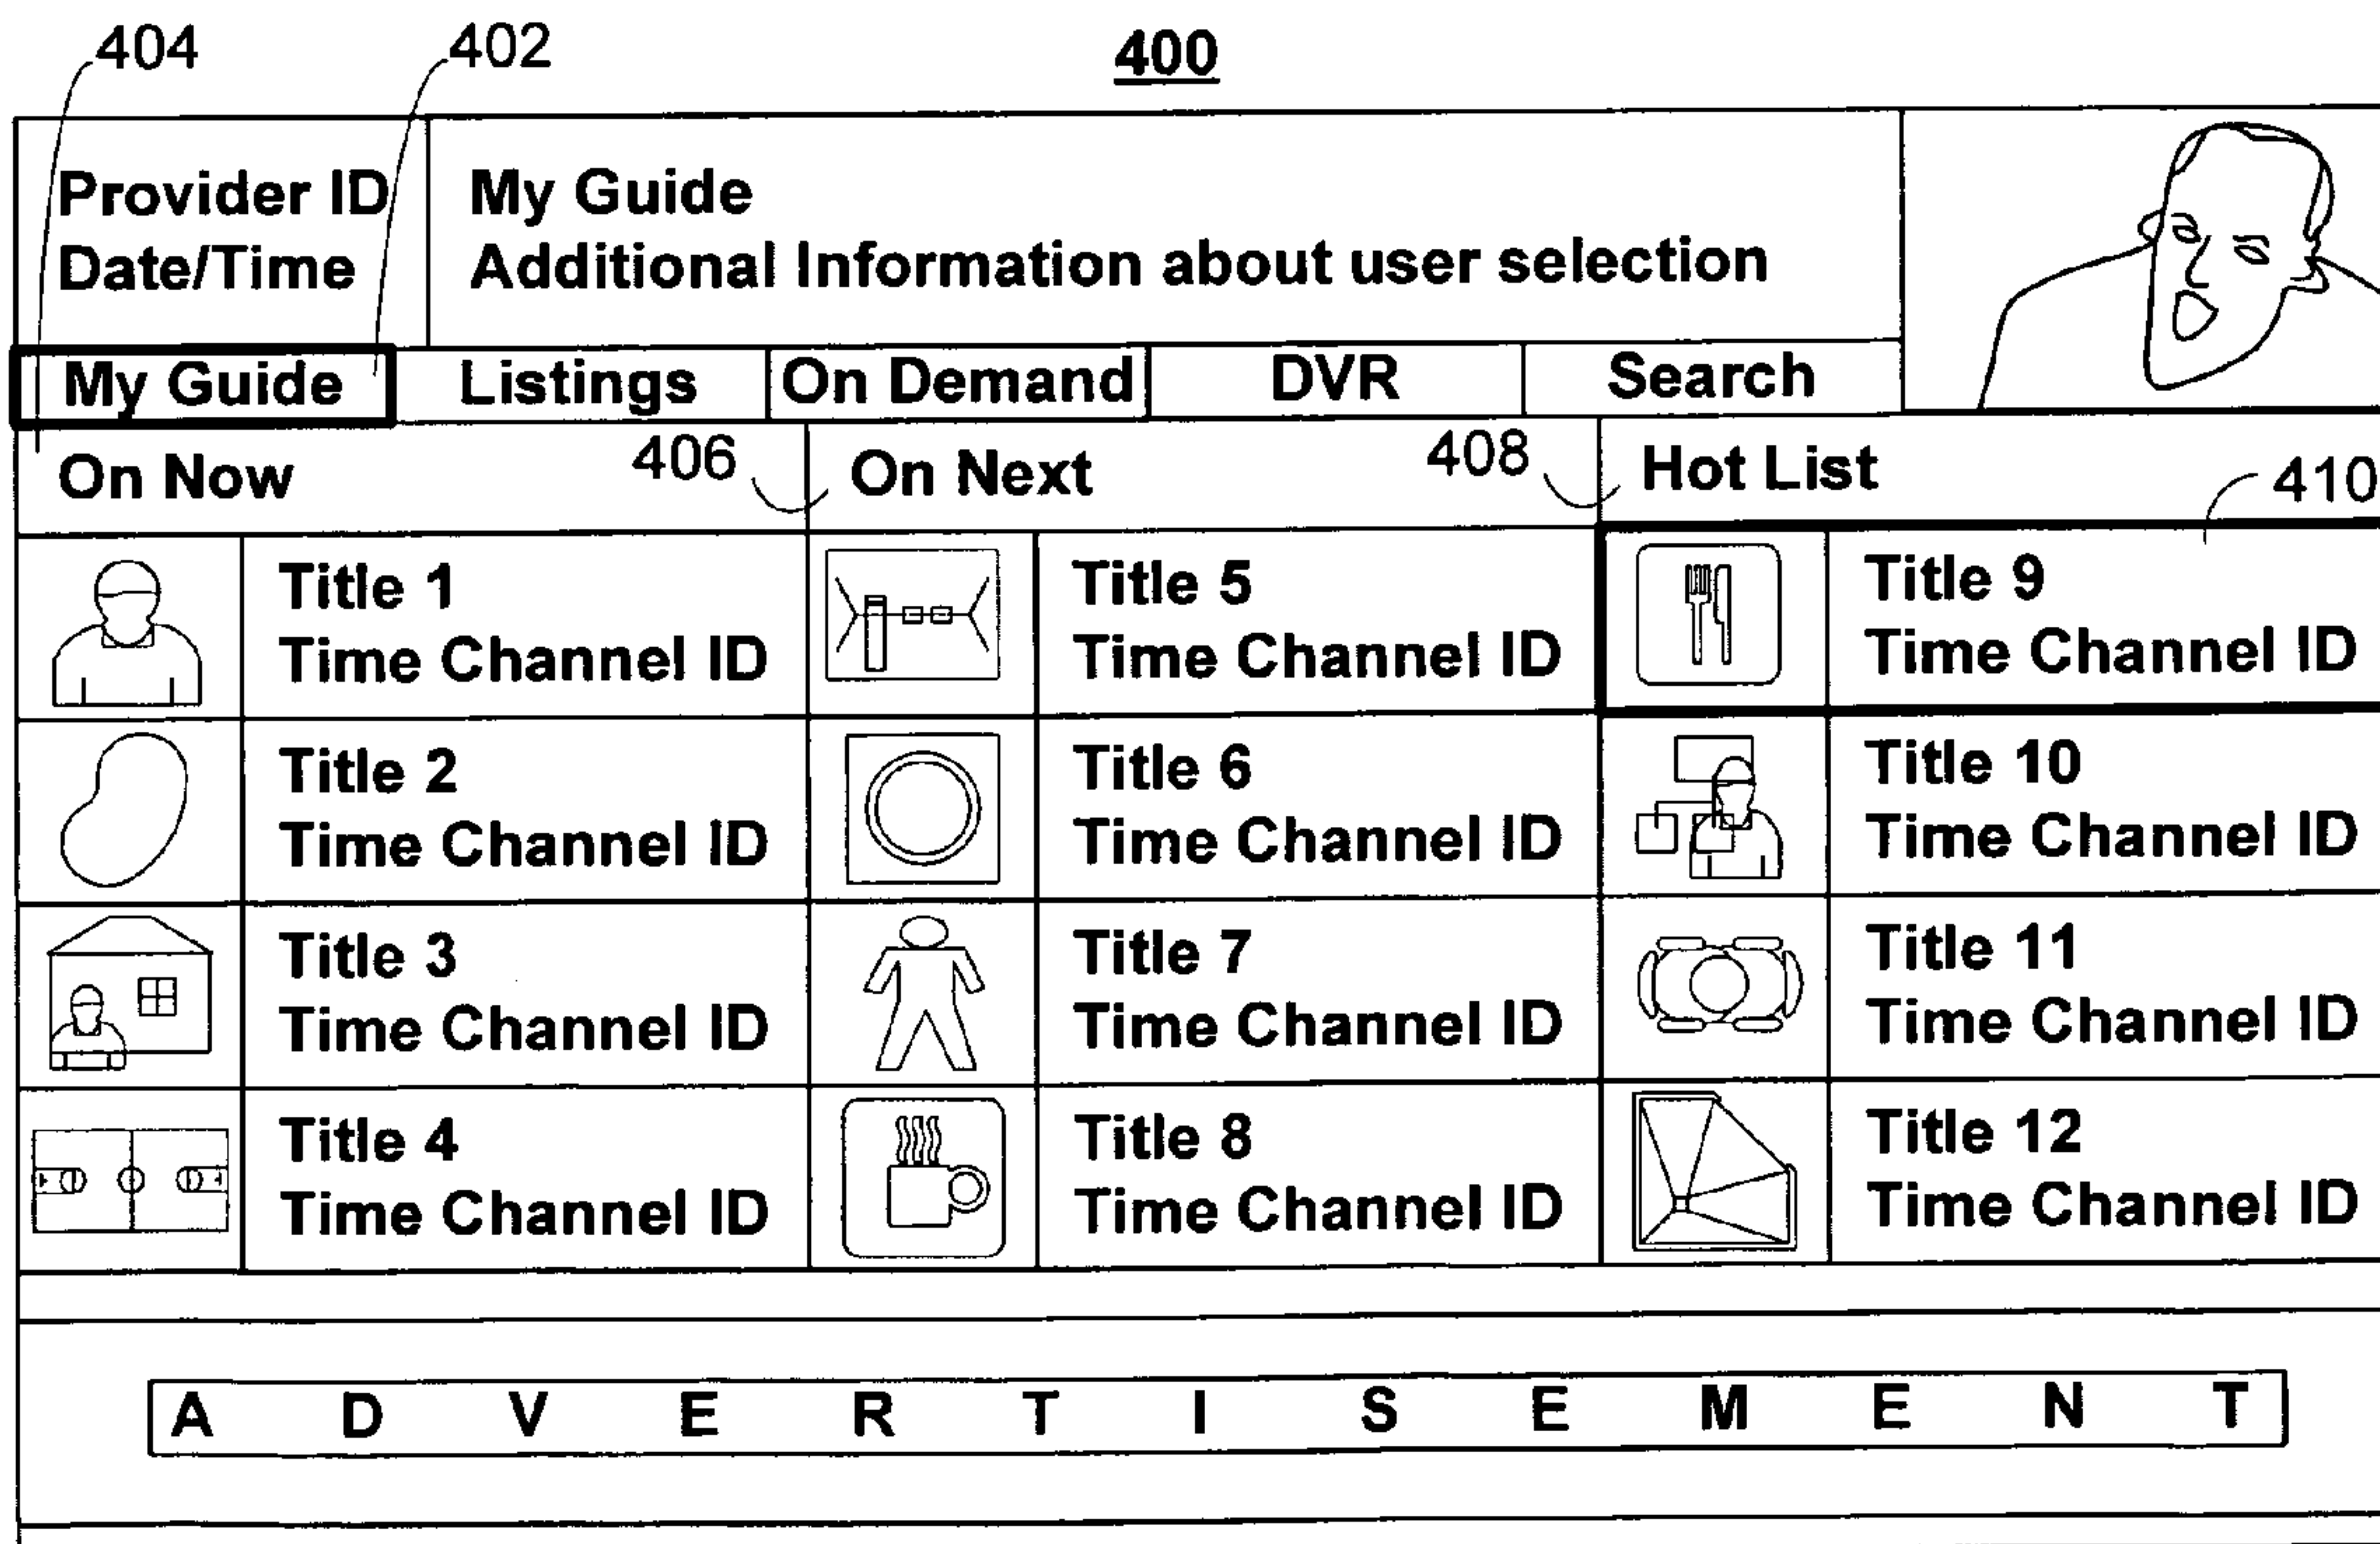 404 402 400
Provider ID
Date/Time
My Guide
Additional Information about user selection
My Guide Listings On Demand DVR Search
On Now 406 On Next 408 Hot List 410
Title 1
Time Channel ID
Title 5
Time Channel ID
Title 9
Time Channel ID
Title 2
Time Channel ID
Title 6
Time Channel ID
Title 10
Time Channel ID
Title 3
Time Channel ID
Title 7
Time Channel ID
Title 11
Time Channel ID
Title 4
Time Channel ID
Title 8
Time Channel ID
Title 12
Time Channel ID
A D V E R T I S E M E N T